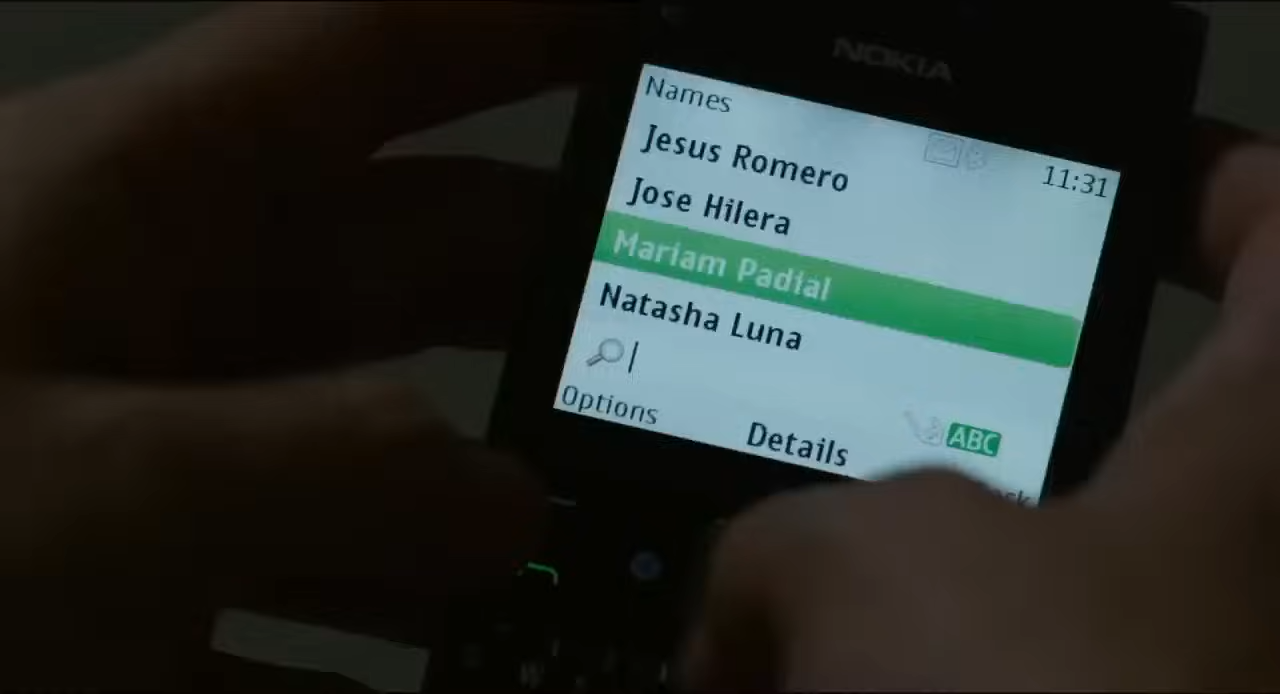 NOKIA
Names
11:31
Jesus Romero
Jose Hilera
Mariam Padial
Natasha Luna
ABC
Options
Details